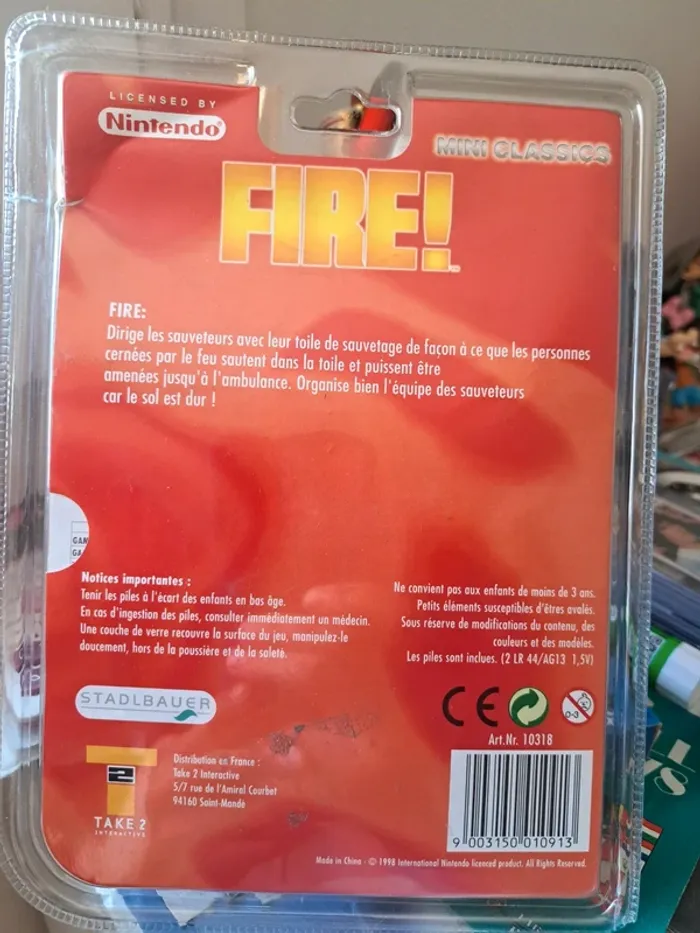 LICENSED BY
Nintendo®
MINI CLASSICS
FIRE!™
FIRE:
Dirige les sauveteurs avec leur toile de sauvetage de façon à ce que les personnes
cernées par le feu sautent dans la toile et puissent être
amenées jusqu'à l'ambulance. Organise bien l'équipe des sauveteurs
car le sol est dur !
GAM
GA
Notices importantes :
Tenir les piles à l'écart des enfants en bas âge.
En cas d'ingestion des piles, consulter immédiatement un médecin.
Une couche de verre recouvre la surface du jeu, manipulez-le
doucement, hors de la poussière et de la saleté.
Ne convient pas aux enfants de moins de 3 ans.
Petits éléments susceptibles d'êtres avalés.
Sous réserve de modifications du contenu, des
couleurs et des modèles.
Les piles sont inclues. (2 LR 44/AG13 1,5V)
STADLBAUER
CE
0-3
Art.Nr. 10318
T2
TAKE 2
INTERACTIVE
Distribution en France :
Take 2 Interactive
5/7 rue de l'Amiral Courbet
94160 Saint-Mandé
9 003150 010913
Made in China - © 1998 International Nintendo licenced product. All Rights Reserved.